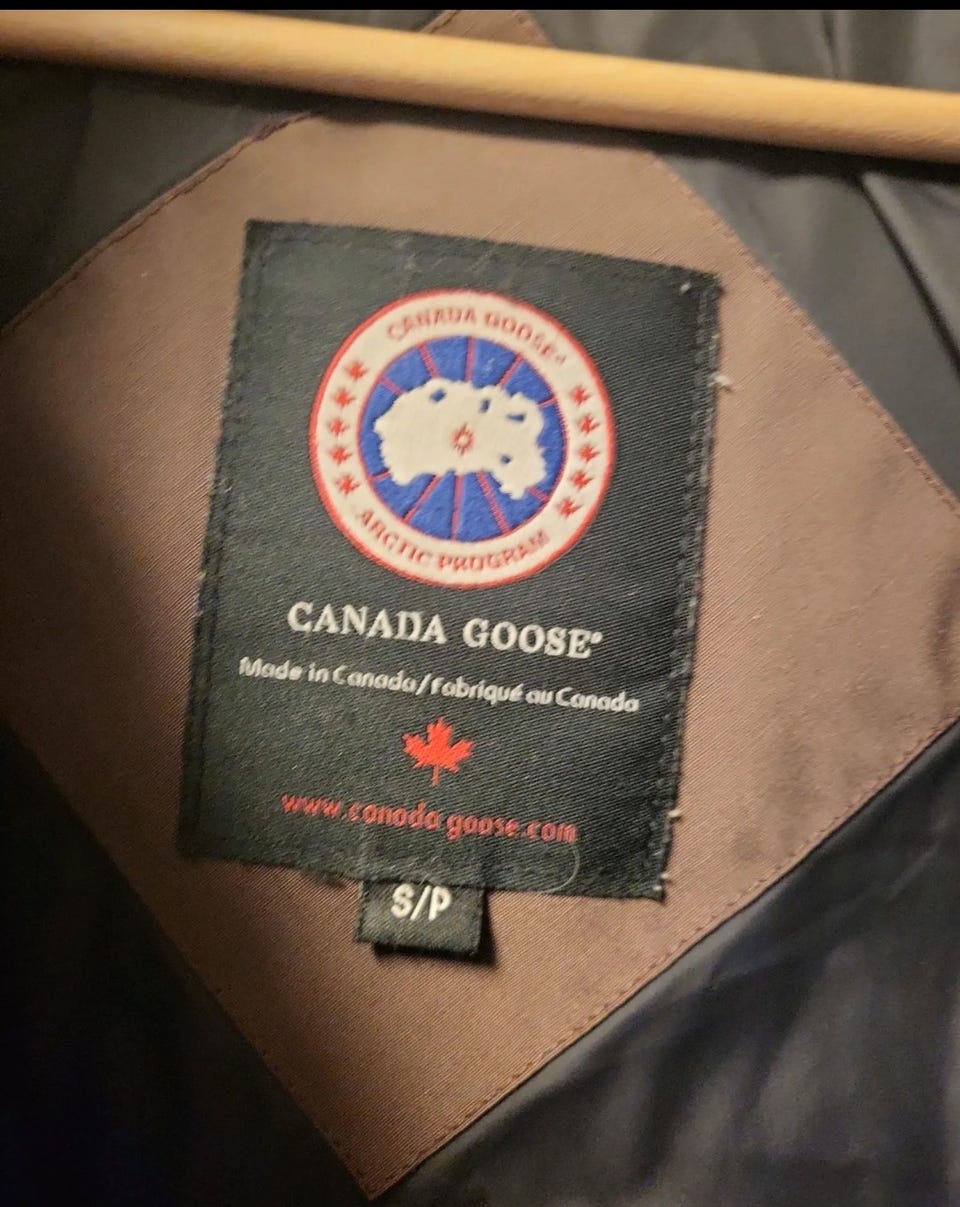 CANADA GOOSE®
ARCTIC PROGRAM
CANADA GOOSE®
Made in Canada/Fabriqué au Canada
www.canada-goose.com
S/P